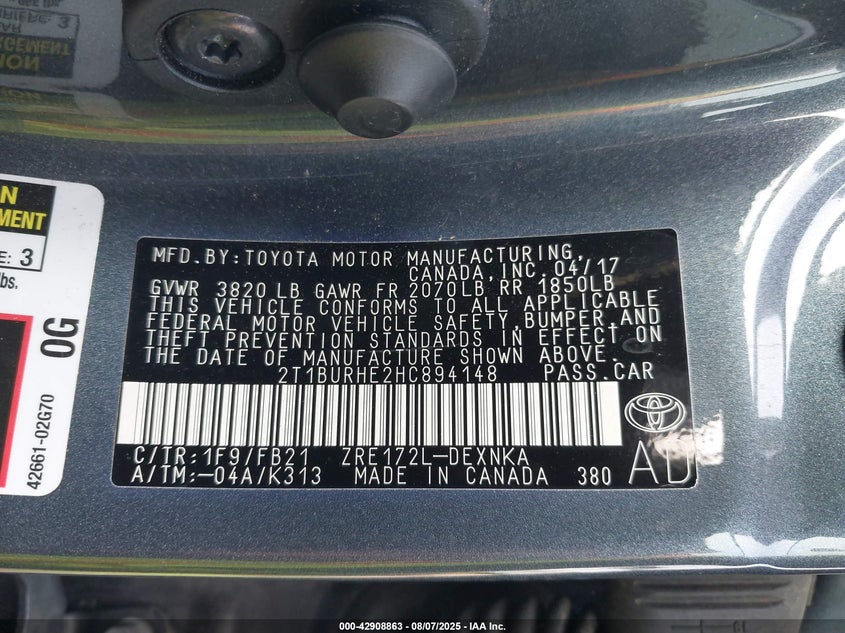 N
MENT
E: 3
lbs.
0G
42661-02G70
MFD. BY: TOYOTA MOTOR MANUFACTURING,
CANADA, INC. 04/17
GVWR 3820 LB GAWR FR 2070LB RR 1850LB
THIS VEHICLE CONFORMS TO ALL APPLICABLE
FEDERAL MOTOR VEHICLE SAFETY, BUMPER, AND
THEFT PREVENTION STANDARDS IN EFFECT ON
THE DATE OF MANUFACTURE SHOWN ABOVE.
2T1BURHE2HC894148 PASS.CAR
C/TR: 1F9/FB21 ZRE172L-DEXNKA
A/TM: -04A/K313 MADE IN CANADA 380 AD
000-42908863 - 08/07/2025 - IAA Inc.